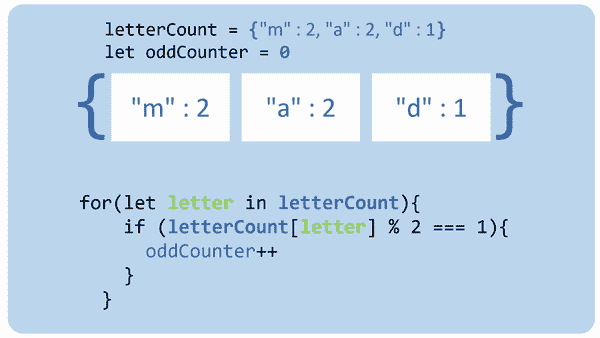 letterCount = {"m" : 2, "a" : 2, "d" : 1}
let oddCounter = 0
{ "m" : 2 "a" : 2 "d" : 1 }
for(let letter in letterCount){
if (letterCount[letter] % 2 === 1){
oddCounter++
}
}